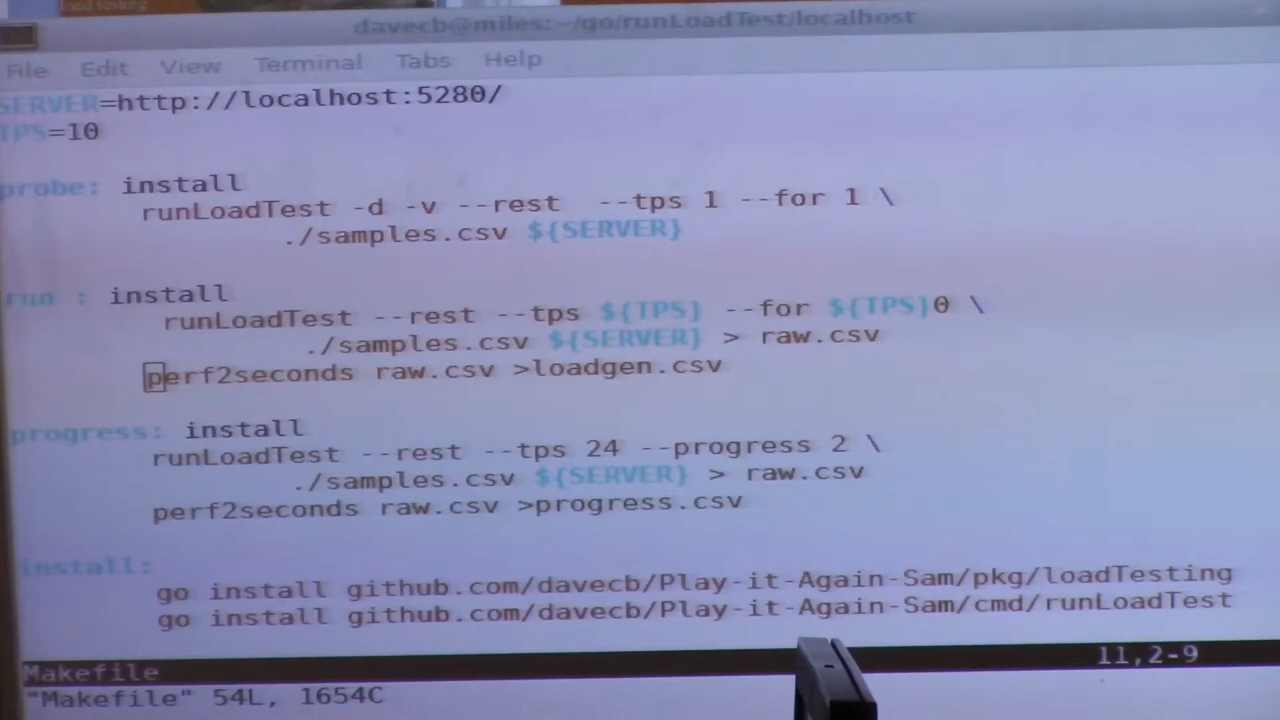 davecb@miles:~/go/runLoadTest/localhost
File Edit View Terminal Tabs Help
SERVER=http://localhost:5280/
TPS=10
probe: install
runLoadTest -d -v --rest --tps 1 --for 1 \
./samples.csv ${SERVER}
run : install
runLoadTest --rest --tps ${TPS} --for ${TPS}0 \
./samples.csv ${SERVER} > raw.csv
perf2seconds raw.csv >loadgen.csv
progress: install
runLoadTest --rest --tps 24 --progress 2 \
./samples.csv ${SERVER} > raw.csv
perf2seconds raw.csv >progress.csv
install:
go install github.com/davecb/Play-it-Again-Sam/pkg/loadTesting
go install github.com/davecb/Play-it-Again-Sam/cmd/runLoadTest
Makefile 11,2-9
"Makefile" 54L, 1654C